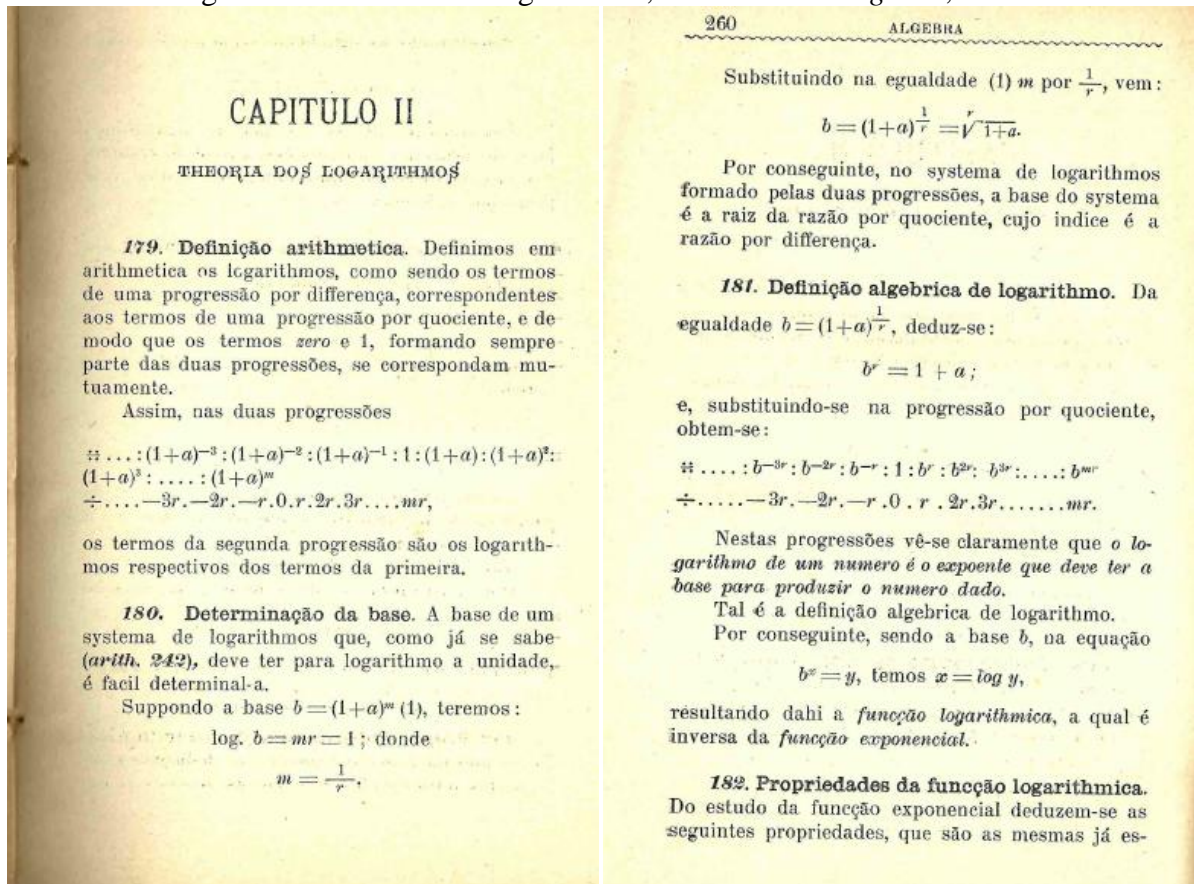 CAPITULO II
THEORIA DOS LOGARITHMOS
179. Definição arithmetica. Definimos em
arithmetica os logarithmos, como sendo os termos
de uma progressão por differença, correspondentes
aos termos de uma progressão por quociente, e de
modo que os termos zero e 1, formando sempre
parte das duas progressões, se correspondam mu-
tuamente.
Assim, nas duas progressões
∺ ...:(1+a)⁻³:(1+a)⁻²:(1+a)⁻¹:1:(1+a):(1+a)²:
(1+a)³:....:(1+a)ᵐ
÷....—3r.—2r.—r.0.r.2r.3r....mr,
os termos da segunda progressão são os logarith-
mos respectivos dos termos da primeira.
180. Determinação da base. A base de um
systema de logarithmos que, como já se sabe
(arith. 242), deve ter para logarithmo a unidade,
é facil determinal-a.
Suppondo a base b=(1+a)ᵐ (1), teremos:
log. b=mr=1; donde
m = 1/r.
260 ALGEBRA
Substituindo na egualdade (1) m por 1/r, vem:
b=(1+a)^(1/r)=ʳ√1+a.
Por conseguinte, no systema de logarithmos
formado pelas duas progressões, a base do systema
é a raiz da razão por quociente, cujo indice é a
razão por differença.
181. Definição algebrica de logarithmo. Da
egualdade b=(1+a)^(1/r), deduz-se:
bʳ = 1 + a;
e, substituindo-se na progressão por quociente,
obtem-se:
∺ ....:b⁻³ʳ:b⁻²ʳ:b⁻ʳ:1:bʳ:b²ʳ: b³ʳ:....:bᵐʳ
÷.....—3r.—2r.—r.0.r.2r.3r.......mr.
Nestas progressões vê-se claramente que o lo-
garithmo de um numero é o expoente que deve ter a
base para produzir o numero dado.
Tal é a definição algebrica de logarithmo.
Por conseguinte, sendo a base b, na equação
bˣ=y, temos x=log y,
resultando dahi a funcção logarithmica, a qual é
inversa da funcção exponencial.
182. Propriedades da funcção logarithmica.
Do estudo da funcção exponencial deduzem-se as
seguintes propriedades, que são as mesmas já es-